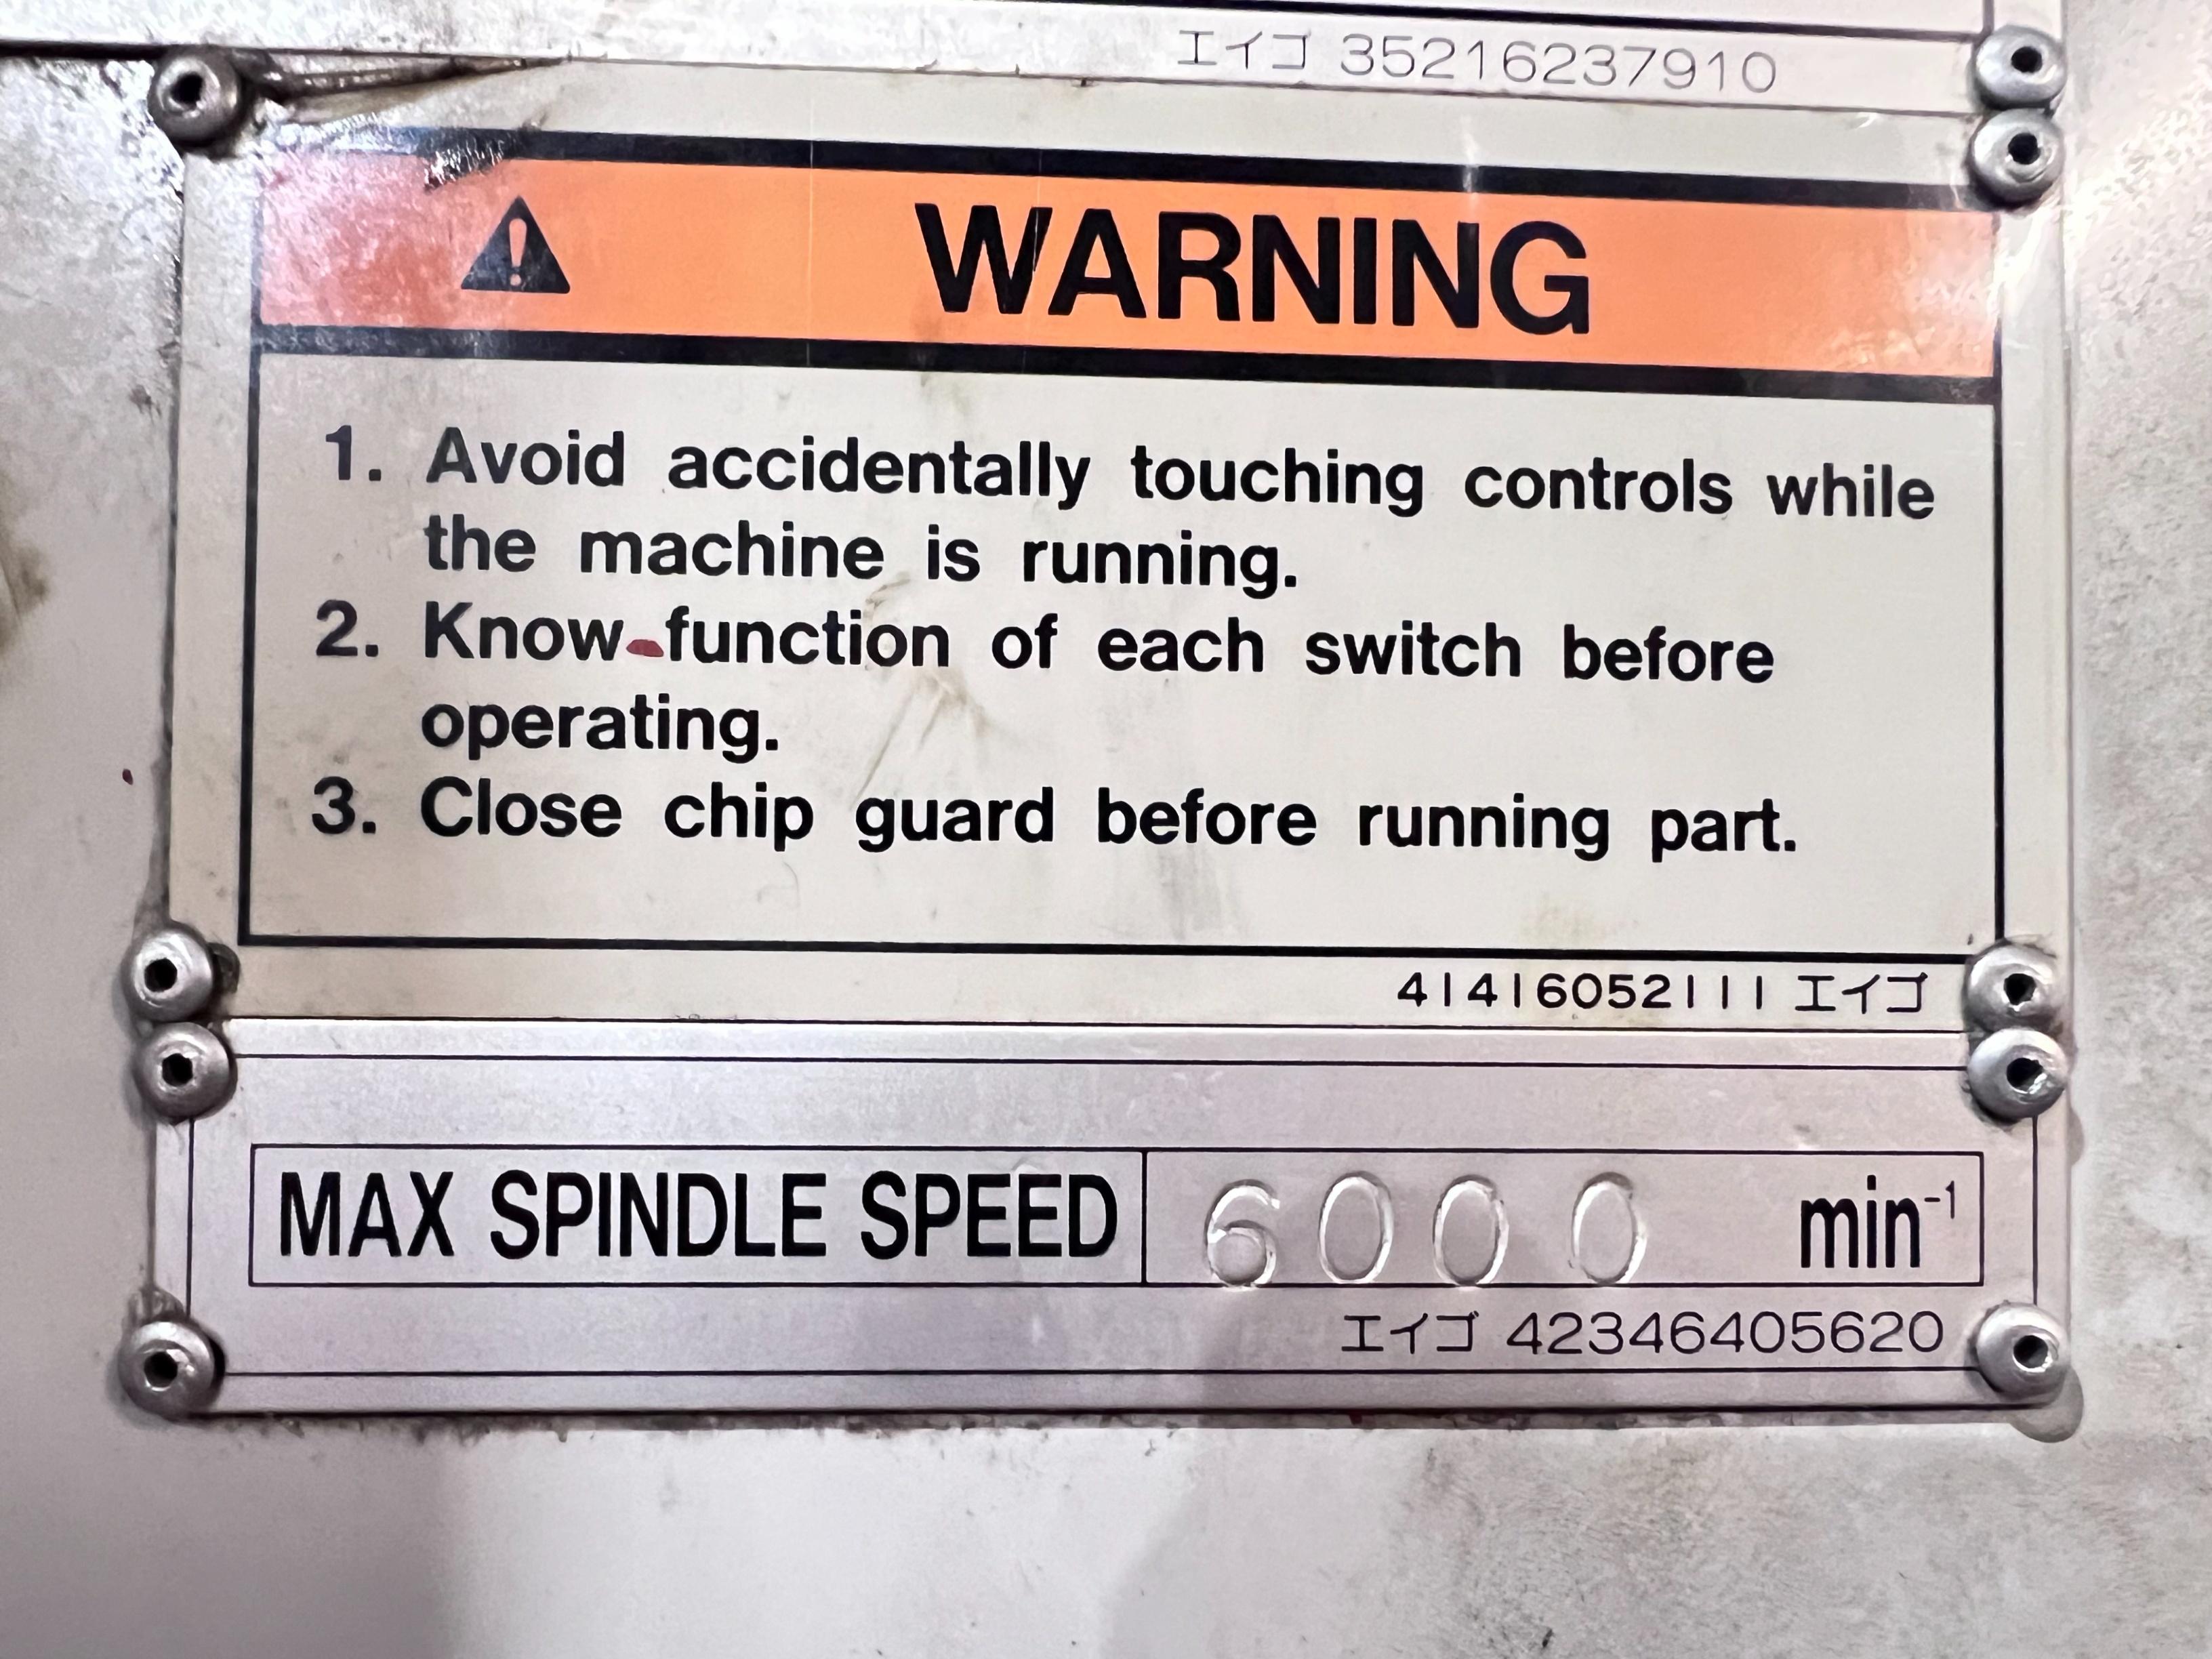 エイゴ 35216237910
WARNING
1. Avoid accidentally touching controls while
the machine is running.
2. Know function of each switch before
operating.
3. Close chip guard before running part.
41416052111 エイゴ
MAX SPINDLE SPEED 6000 min⁻¹
エイゴ 42346405620